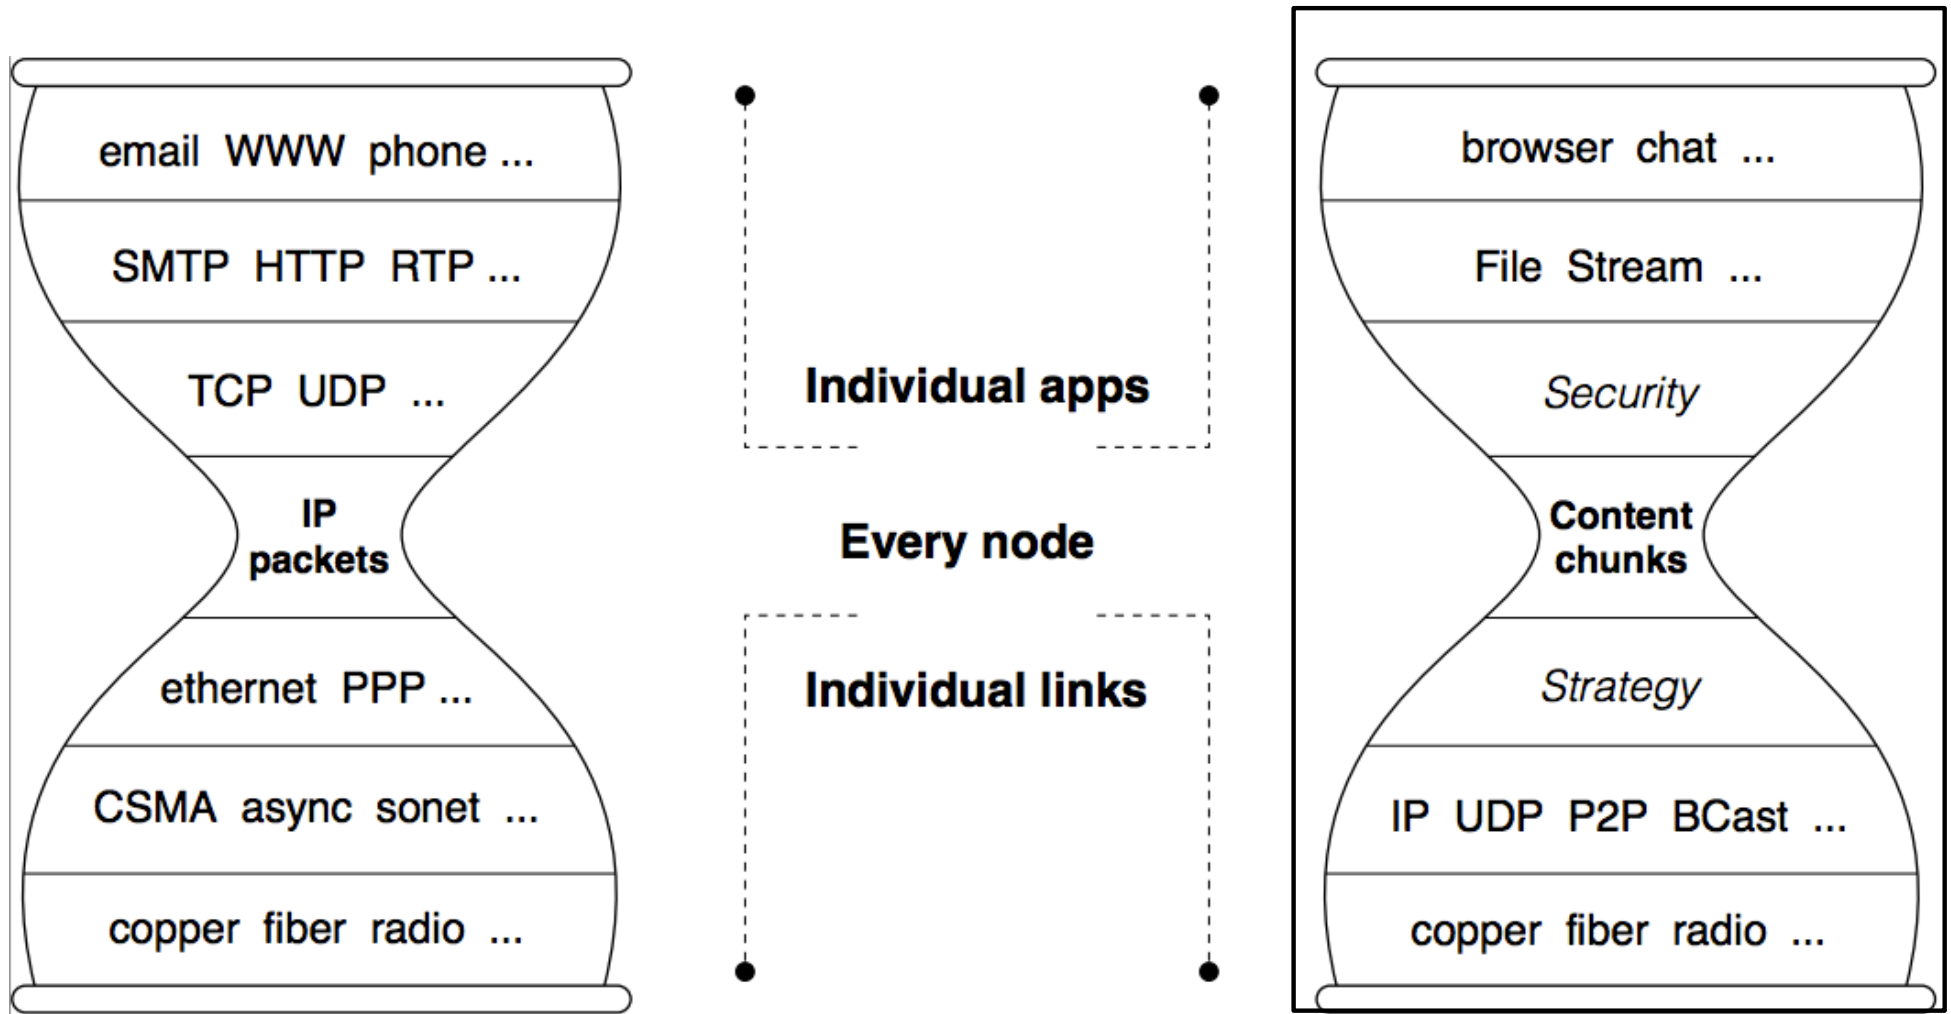 email WWW phone ...
SMTP HTTP RTP ...
TCP UDP ...
IP
packets
ethernet PPP ...
CSMA async sonet ...
copper fiber radio ...
Individual apps
Every node
Individual links
browser chat ...
File Stream ...
Security
Content
chunks
Strategy
IP UDP P2P BCast ...
copper fiber radio ...